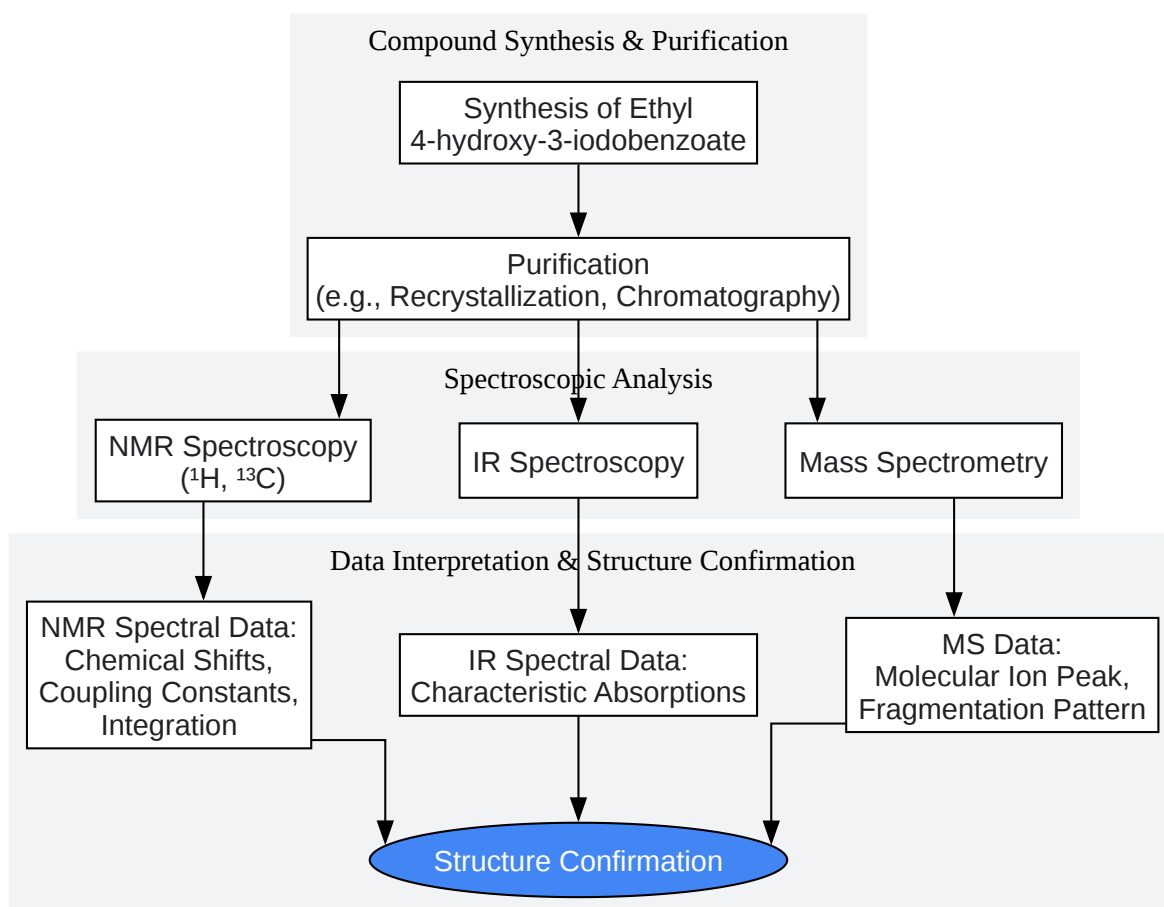 Compound Synthesis & Purification
Synthesis of Ethyl
4-hydroxy-3-iodobenzoate
Purification
(e.g., Recrystallization, Chromatography)
Spectroscopic Analysis
NMR Spectroscopy
(¹H, ¹³C)
IR Spectroscopy
Mass Spectrometry
Data Interpretation & Structure Confirmation
NMR Spectral Data:
Chemical Shifts,
Coupling Constants,
Integration
IR Spectral Data:
Characteristic Absorptions
MS Data:
Molecular Ion Peak,
Fragmentation Pattern
Structure Confirmation